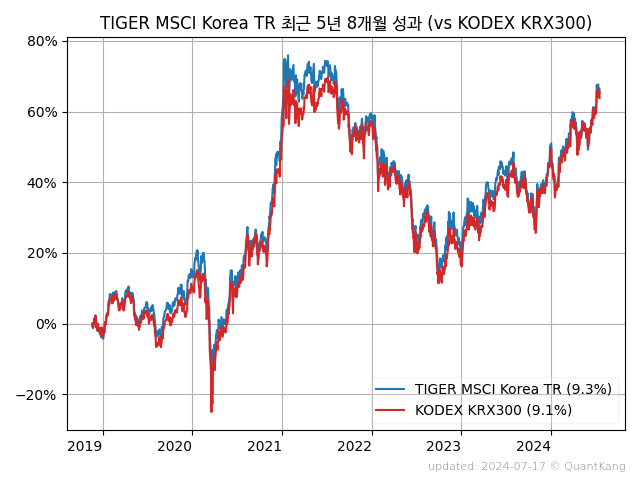 TIGER MSCI Korea TR 최근 5년 8개월 성과 (vs KODEX KRX300)
80%
60%
40%
20%
0%
−20%
TIGER MSCI Korea TR (9.3%)
KODEX KRX300 (9.1%)
2019 2020 2021 2022 2023 2024
updated: 2024-07-17 © QuantKang